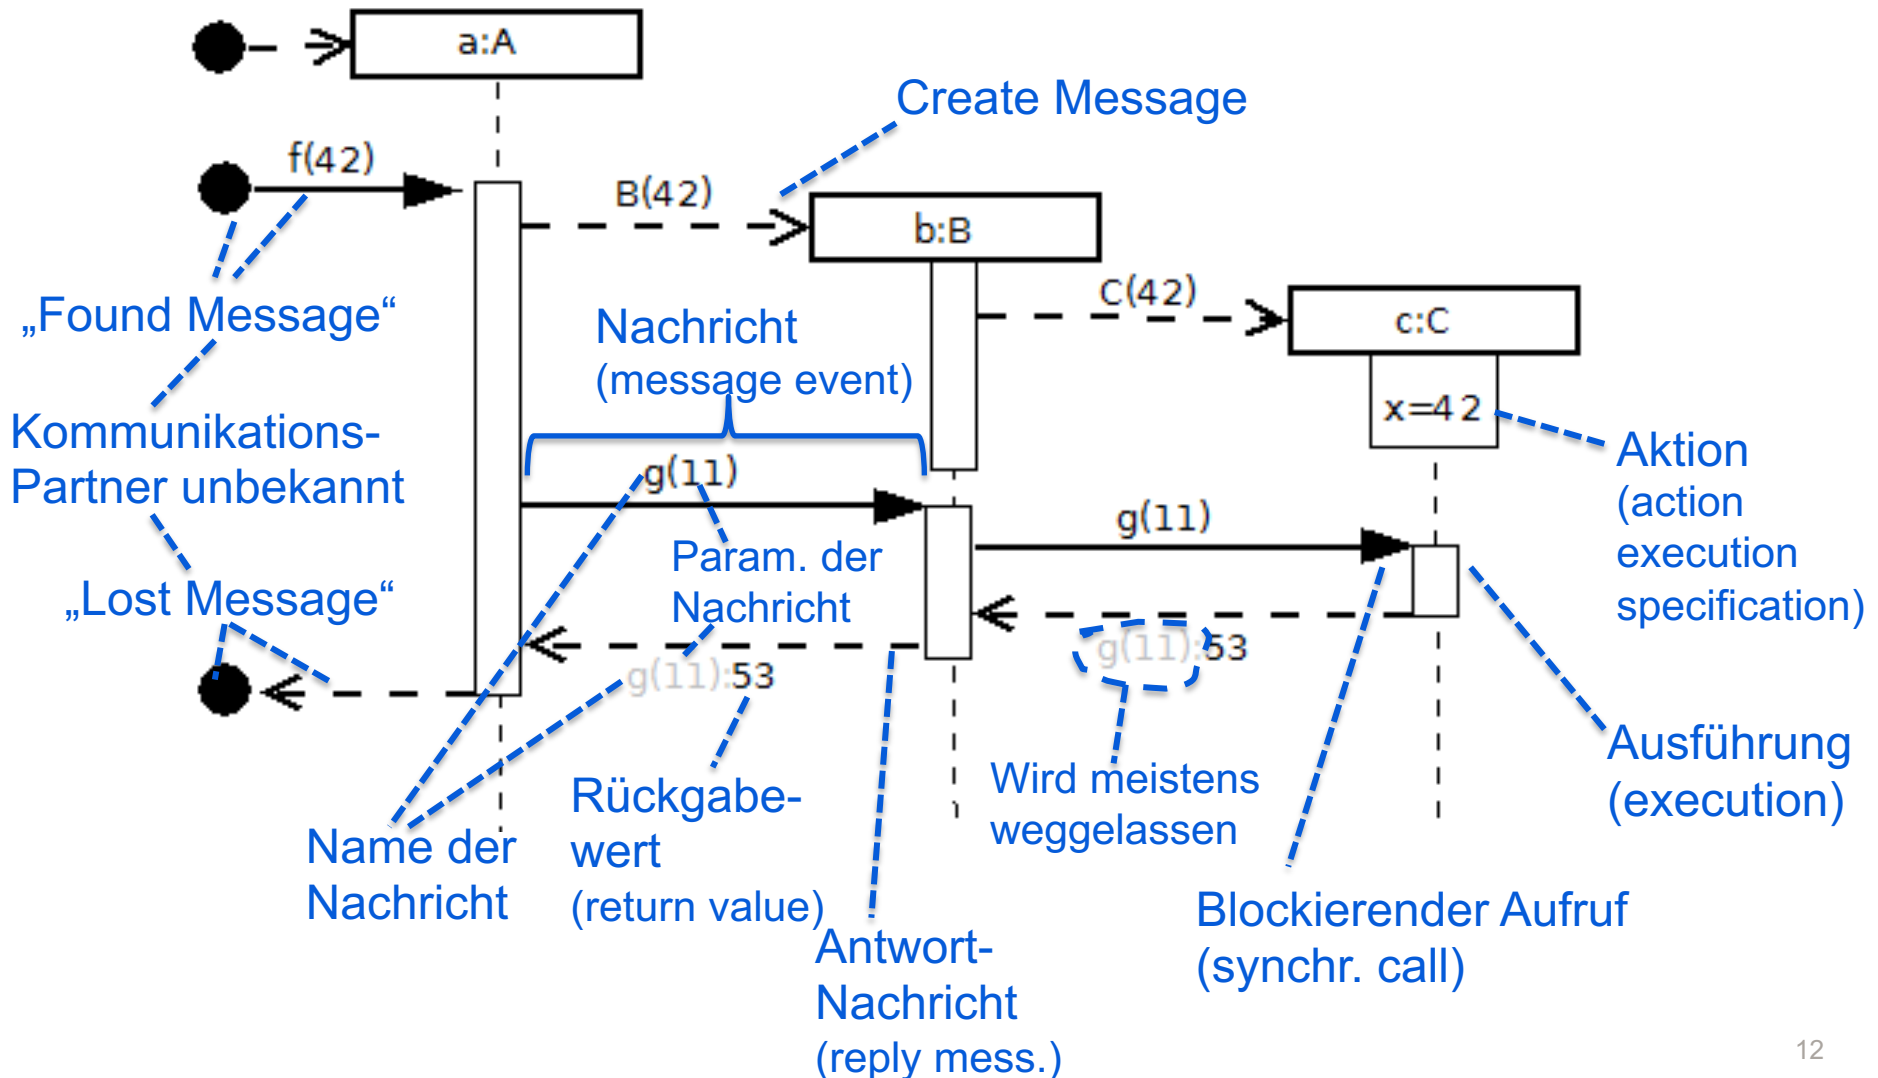 a:A
Create Message
f(42)
B(42)
b:B
C(42)
c:C
„Found Message“
Nachricht
(message event)
x=42
Kommunikations-
Partner unbekannt
Aktion
(action
execution
specification)
g(11)
g(11)
Param. der
Nachricht
„Lost Message“
g(11):53
g(11):53
Ausführung
(execution)
Wird meistens
weggelassen
Rückgabe-
wert
(return value)
Name der
Nachricht
Blockierender Aufruf
(synchr. call)
Antwort-
Nachricht
(reply mess.)
12